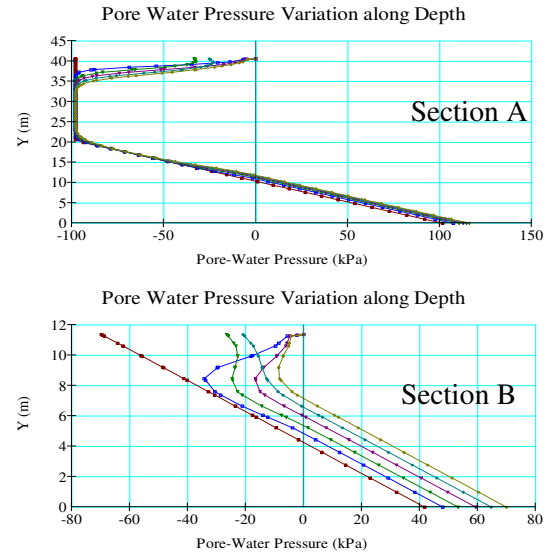 Pore Water Pressure Variation along Depth
45
40
35
30
25
20
15
10
5
0
Y (m)
Section A
-100 -50 0 50 100 150
Pore-Water Pressure (kPa)
Pore Water Pressure Variation along Depth
12
10
8
6
4
2
0
Y (m)
Section B
-80 -60 -40 -20 0 20 40 60 80
Pore-Water Pressure (kPa)